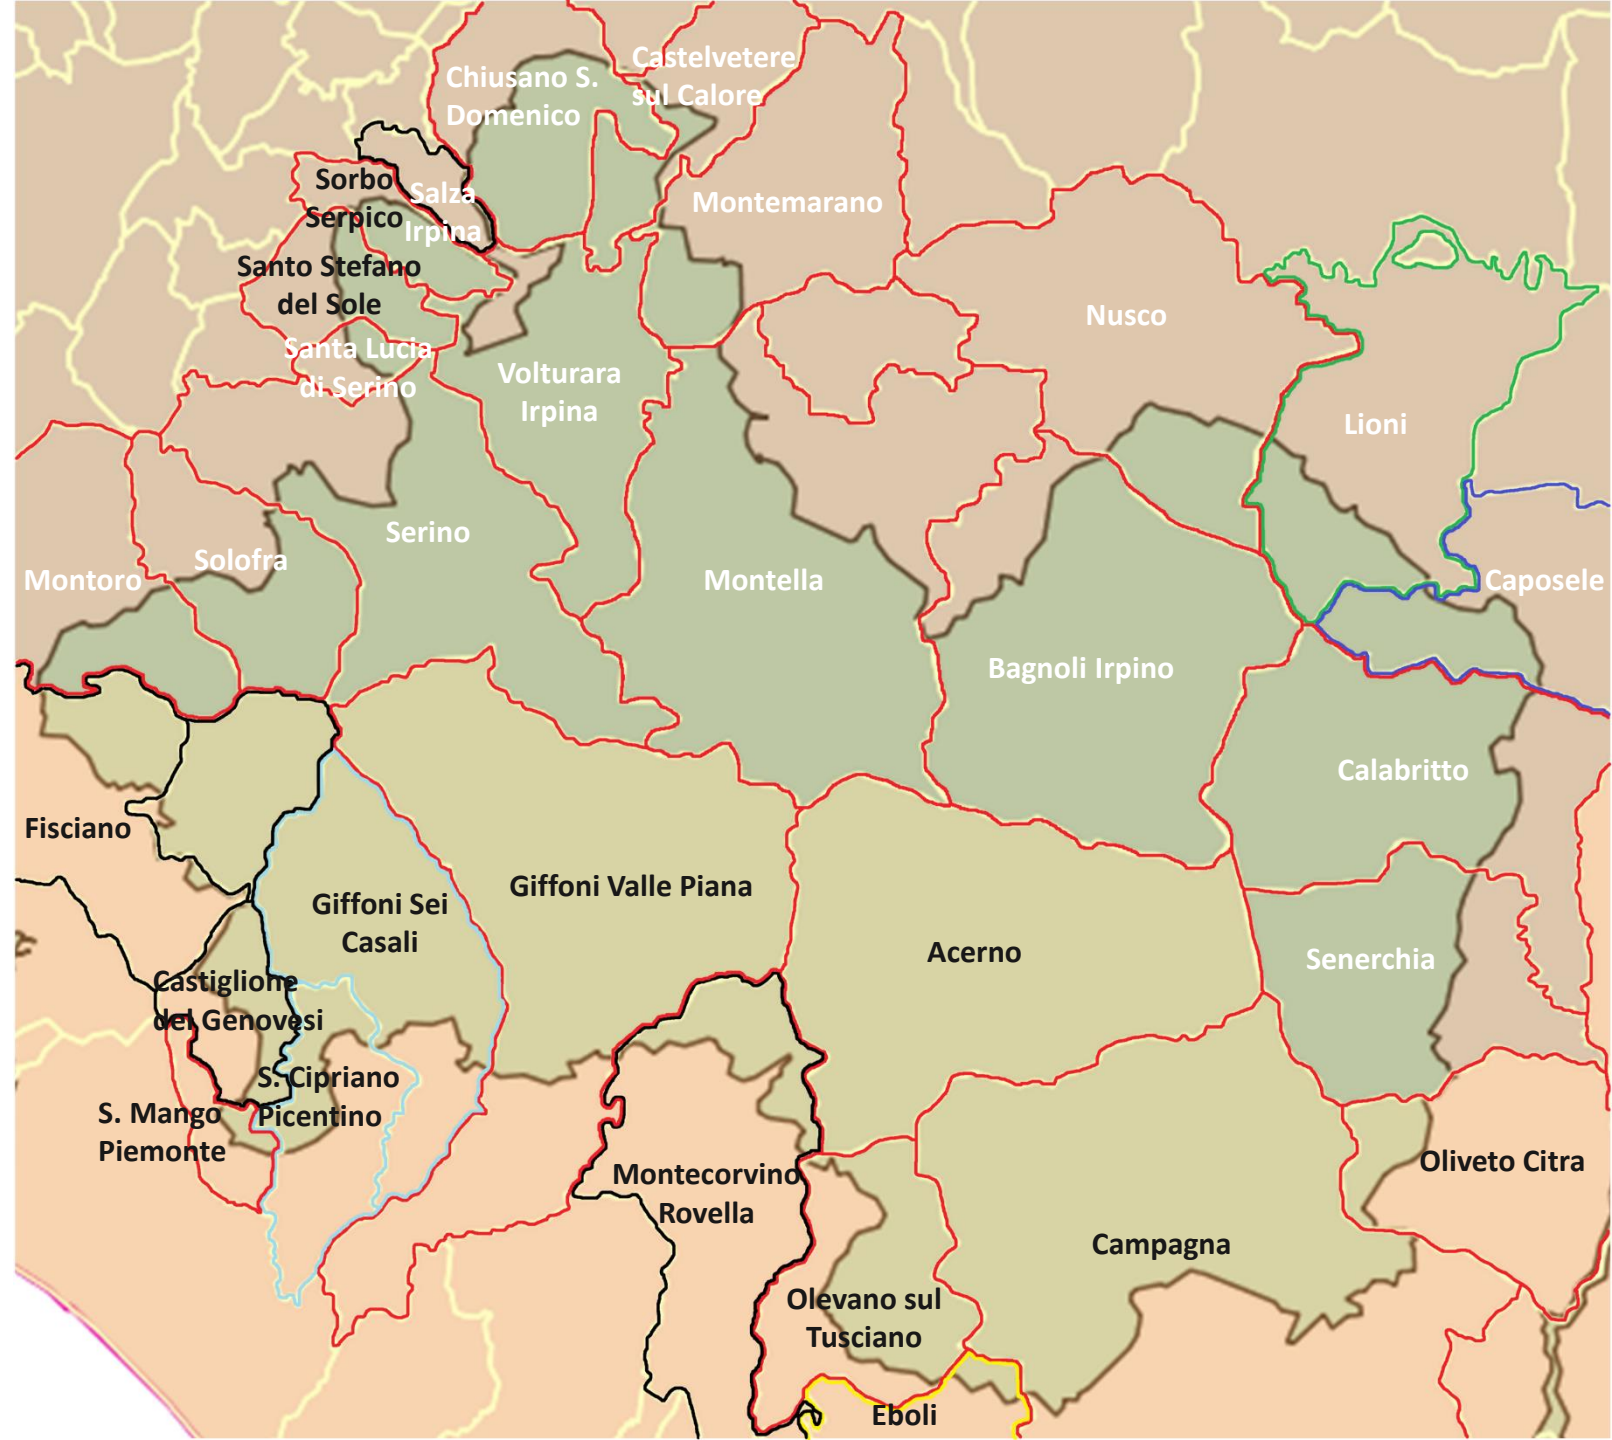 Castelvetere
sul Calore
Chiusano S.
Domenico
Sorbo
Serpico
Salza
Irpina
Montemarano
Santo Stefano
del Sole
Nusco
Santa Lucia
di Serino
Volturara
Irpina
Lioni
Serino
Solofra
Montoro
Montella
Caposele
Bagnoli Irpino
Calabritto
Fisciano
Giffoni Valle Piana
Giffoni Sei
Casali
Acerno
Senerchia
Castiglione
del Genovesi
S. Cipriano
Picentino
S. Mango
Piemonte
Montecorvino
Rovella
Oliveto Citra
Campagna
Olevano sul
Tusciano
Eboli